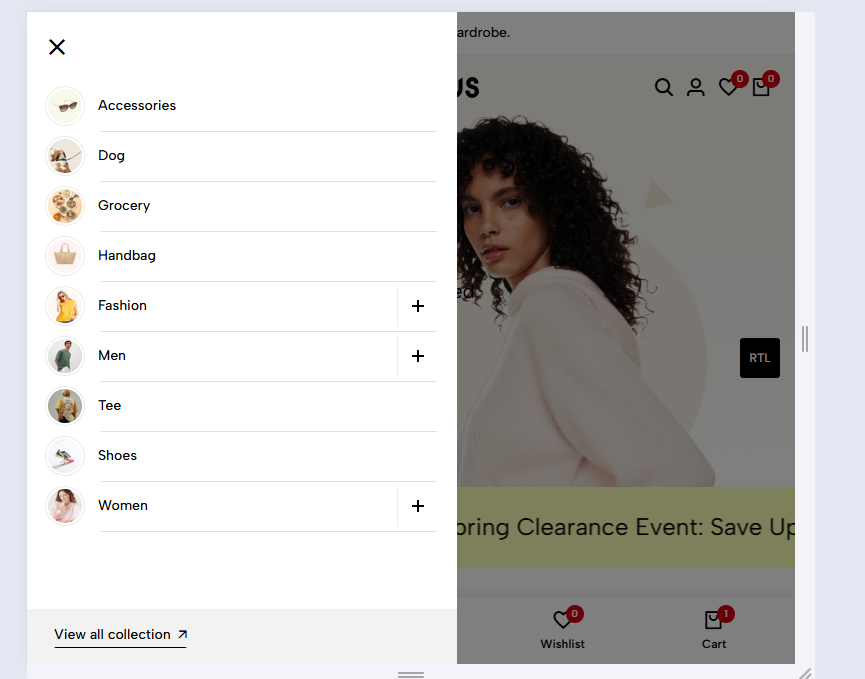 ardrobe.
US
0
0
Accessories
Dog
Grocery
Handbag
Fashion
Men
Tee
Shoes
Women
ed
RTL
pring Clearance Event: Save Up
View all collection
0
1
Wishlist
Cart